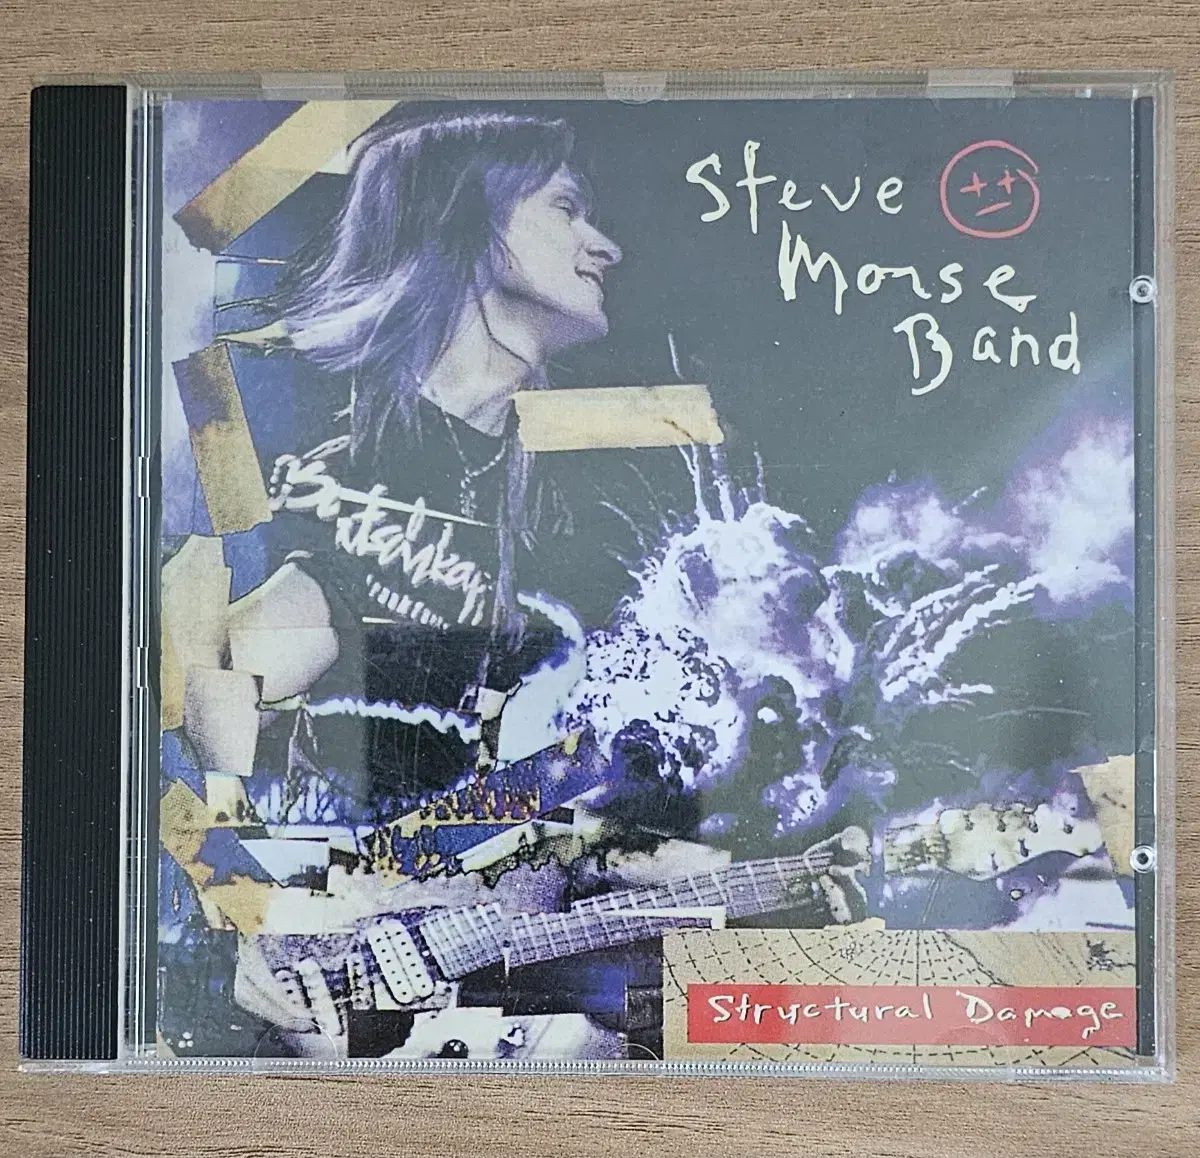 Steve
Morse
Band
Structural Damage